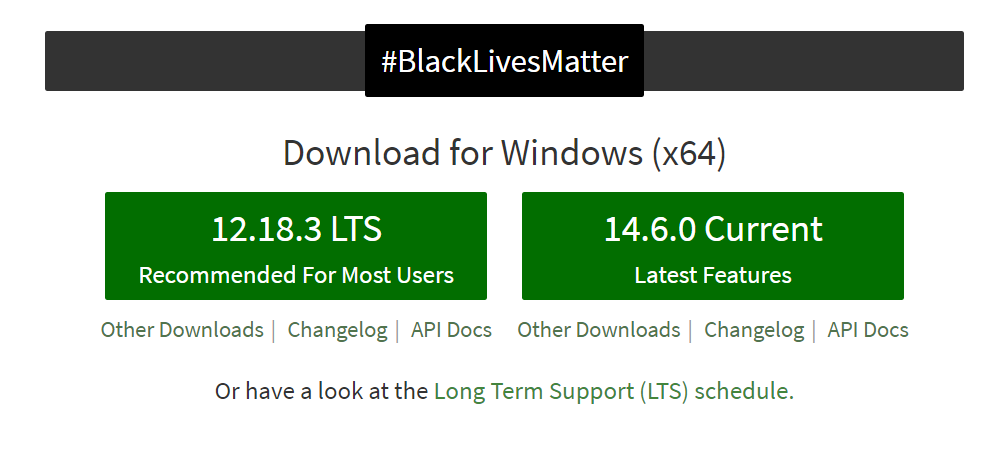 #BlackLivesMatter
Download for Windows (x64)
12.18.3 LTS
Recommended For Most Users
14.6.0 Current
Latest Features
Other Downloads | Changelog | API Docs
Other Downloads | Changelog | API Docs
Or have a look at the Long Term Support (LTS) schedule.